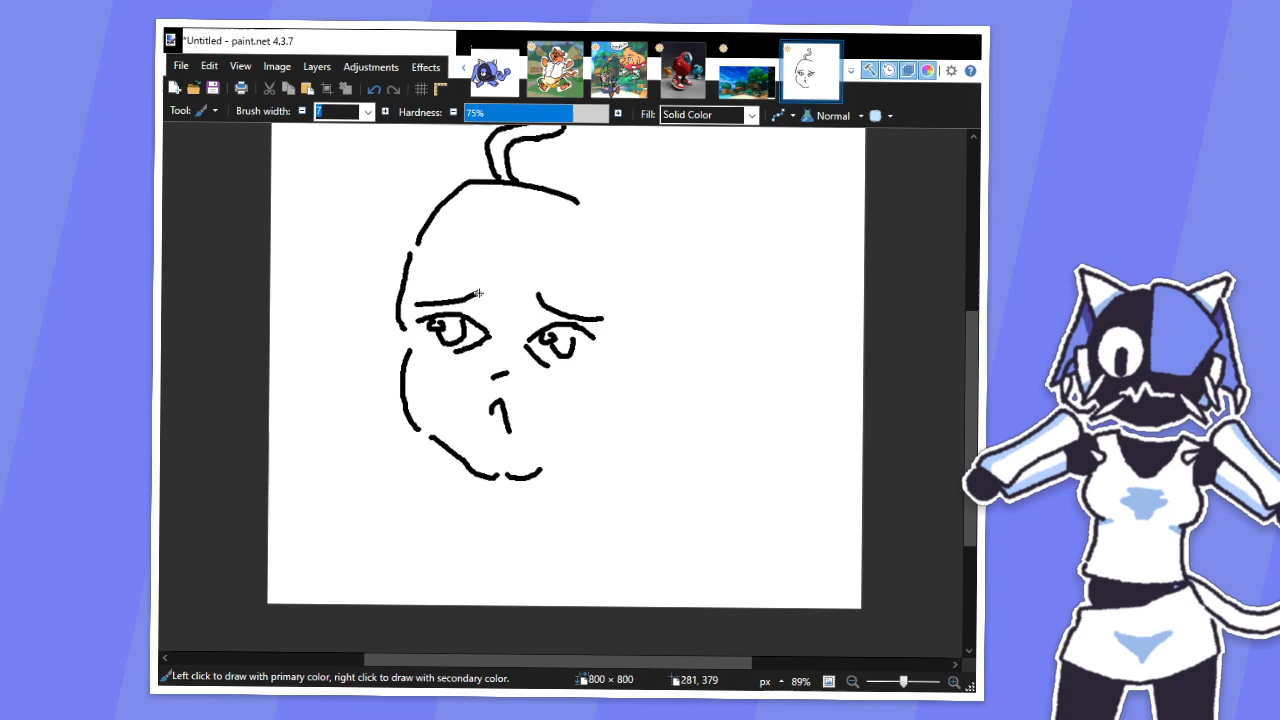 *Untitled - paint.net 4.3.7
File Edit View Image Layers Adjustments Effects
Tool: Brush width: 7 Hardness: 75% Fill: Solid Color Normal
Left click to draw with primary color, right click to draw with secondary color. 800 × 800 281, 379 px 89%